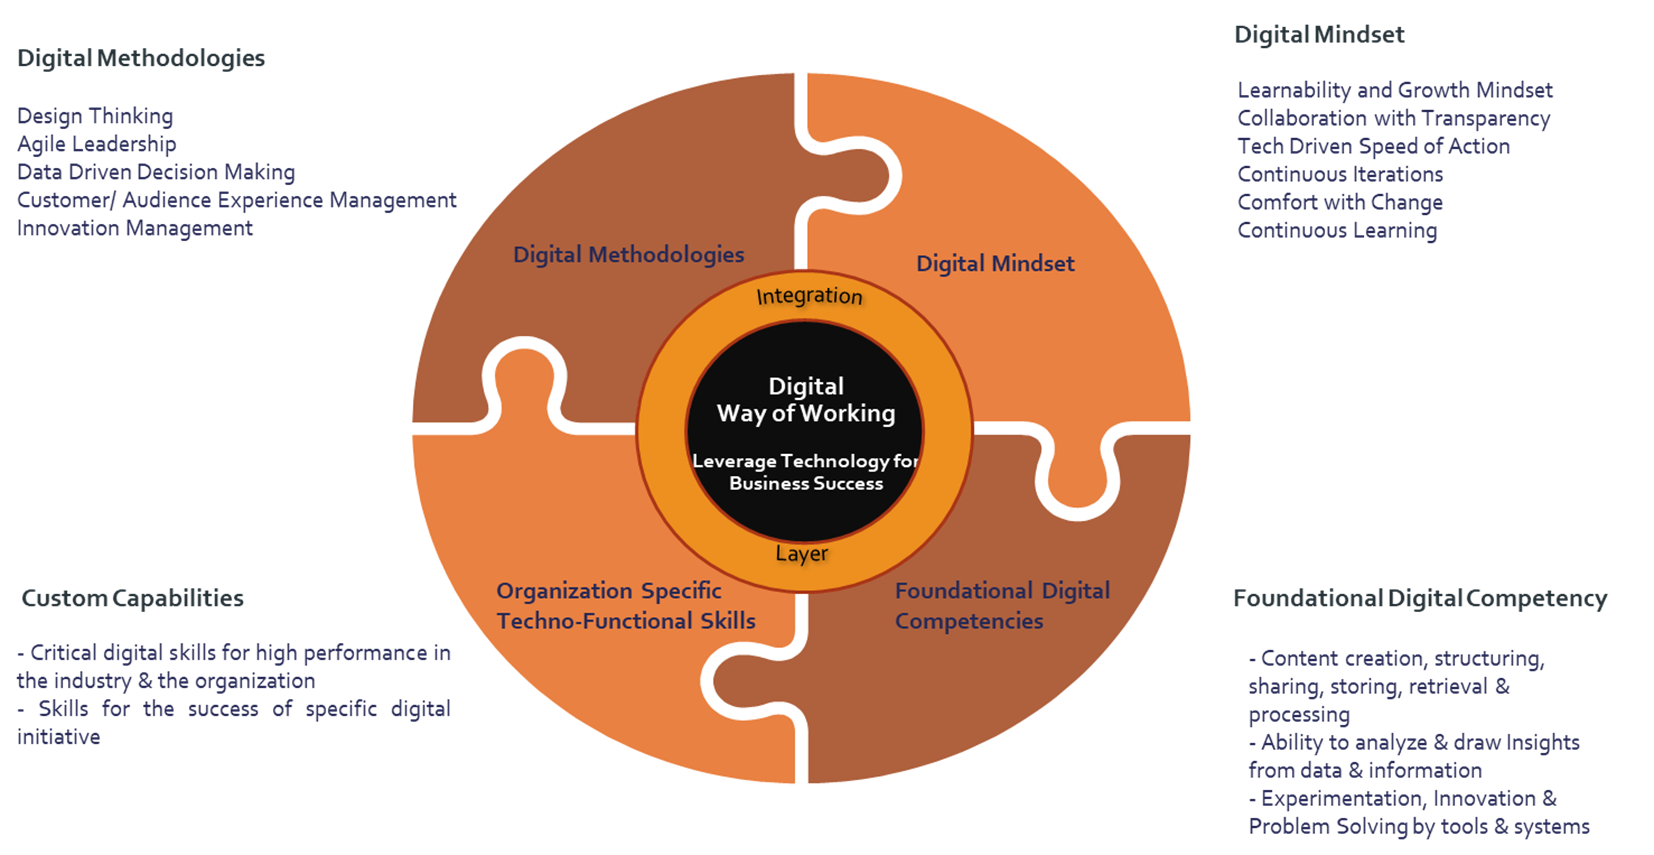 Digital Methodologies
Design Thinking
Agile Leadership
Data Driven Decision Making
Customer/ Audience Experience Management
Innovation Management
Digital Mindset
Learnability and Growth Mindset
Collaboration with Transparency
Tech Driven Speed of Action
Continuous Iterations
Comfort with Change
Continuous Learning
Digital Methodologies
Digital Mindset
Integration
Digital
Way of Working
Leverage Technology for
Business Success
Layer
Organization Specific
Techno-Functional Skills
Foundational Digital
Competencies
Custom Capabilities
- Critical digital skills for high performance in
the industry & the organization
- Skills for the success of specific digital
initiative
Foundational Digital Competency
- Content creation, structuring,
sharing, storing, retrieval &
processing
- Ability to analyze & draw Insights
from data & information
- Experimentation, Innovation &
Problem Solving by tools & systems